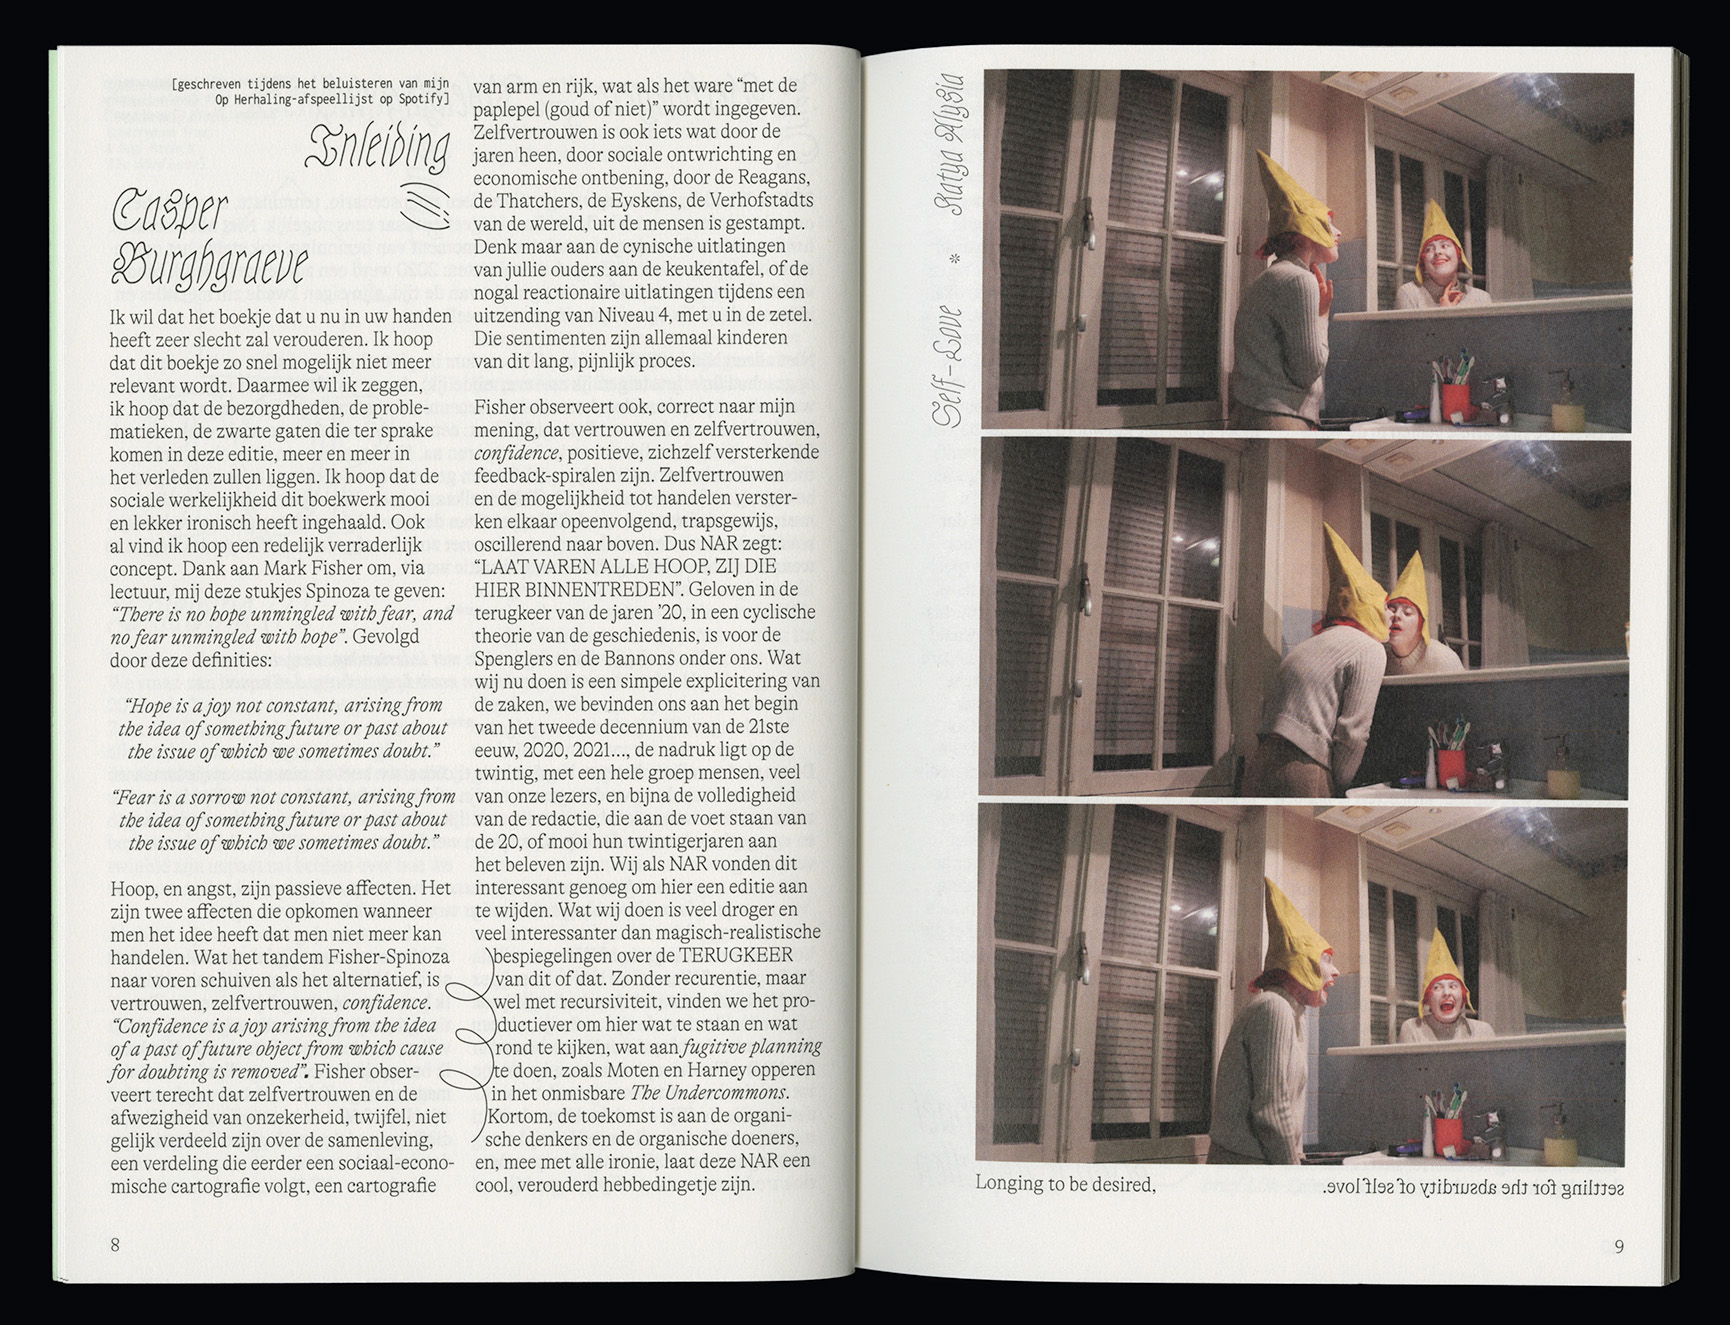 [geschreven tijdens het beluisteren van mijn
Op Herhaling-afspeellijst op Spotify]
Inleiding
Casper
Burghgraeve
Ik wil dat het boekje dat u nu in uw handen
heeft zeer slecht zal verouderen. Ik hoop
dat dit boekje zo snel mogelijk niet meer
relevant wordt. Daarmee wil ik zeggen,
ik hoop dat de bezorgdheden, de proble-
matieken, de zwarte gaten die ter sprake
komen in deze editie, meer en meer in
het verleden zullen liggen. Ik hoop dat de
sociale werkelijkheid dit boekwerk mooi
en lekker ironisch heeft ingehaald. Ook
al vind ik hoop een redelijk verraderlijk
concept. Dank aan Mark Fisher om, via
lectuur, mij deze stukjes Spinoza te geven:
“There is no hope unmingled with fear, and
no fear unmingled with hope”. Gevolgd
door deze definities:
“Hope is a joy not constant, arising from
the idea of something future or past about
the issue of which we sometimes doubt.”
“Fear is a sorrow not constant, arising from
the idea of something future or past about
the issue of which we sometimes doubt.”
Hoop, en angst, zijn passieve affecten. Het
zijn twee affecten die opkomen wanneer
men het idee heeft dat men niet meer kan
handelen. Wat het tandem Fisher-Spinoza
naar voren schuiven als het alternatief, is
vertrouwen, zelfvertrouwen, confidence.
“Confidence is a joy arising from the idea
of a past of future object from which cause
for doubting is removed”. Fisher obser-
veert terecht dat zelfvertrouwen en de
afwezigheid van onzekerheid, twijfel, niet
gelijk verdeeld zijn over de samenleving,
een verdeling die eerder een sociaal-econo-
mische cartografie volgt, een cartografie
van arm en rijk, wat als het ware “met de
paplepel (goud of niet)” wordt ingegeven.
Zelfvertrouwen is ook iets wat door de
jaren heen, door sociale ontwrichting en
economische ontbening, door de Reagans,
de Thatchers, de Eyskens, de Verhofstadts
van de wereld, uit de mensen is gestampt.
Denk maar aan de cynische uitlatingen
van jullie ouders aan de keukentafel, of de
nogal reactionaire uitlatingen tijdens een
uitzending van Niveau 4, met u in de zetel.
Die sentimenten zijn allemaal kinderen
van dit lang, pijnlijk proces.
Fisher observeert ook, correct naar mijn
mening, dat vertrouwen en zelfvertrouwen,
confidence, positieve, zichzelf versterkende
feedback-spiralen zijn. Zelfvertrouwen
en de mogelijkheid tot handelen verster-
ken elkaar opeenvolgend, trapsgewijs,
oscillerend naar boven. Dus NAR zegt:
“LAAT VAREN ALLE HOOP, ZIJ DIE
HIER BINNENTREDEN”. Geloven in de
terugkeer van de jaren ’20, in een cyclische
theorie van de geschiedenis, is voor de
Spenglers en de Bannons onder ons. Wat
wij nu doen is een simpele explicitering van
de zaken, we bevinden ons aan het begin
van het tweede decennium van de 21ste
eeuw, 2020, 2021…, de nadruk ligt op de
twintig, met een hele groep mensen, veel
van onze lezers, en bijna de volledigheid
van de redactie, die aan de voet staan van
de 20, of mooi hun twintigerjaren aan
het beleven zijn. Wij als NAR vonden dit
interessant genoeg om hier een editie aan
te wijden. Wat wij doen is veel droger en
veel interessanter dan magisch-realistische
bespiegelingen over de TERUGKEER
van dit of dat. Zonder recurentie, maar
wel met recursiviteit, vinden we het pro-
ductiever om hier wat te staan en wat
rond te kijken, wat aan fugitive planning
te doen, zoals Moten en Harney opperen
in het onmisbare The Undercommons.
Kortom, de toekomst is aan de organi-
sche denkers en de organische doeners,
en, mee met alle ironie, laat deze NAR een
cool, verouderd hebbedingetje zijn.
8
Self-Love * Katya Alysia
Longing to be desired,
settling for the absurdity of self love.
9